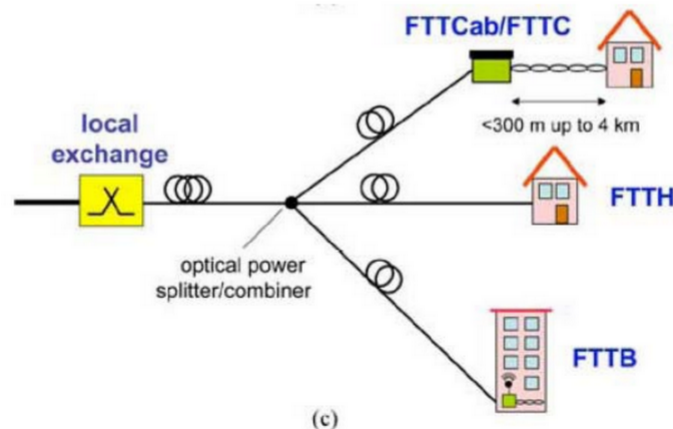 FTTCab/FTTC
local
exchange
<300 m up to 4 km
FTTH
optical power
splitter/combiner
FTTB
(c)